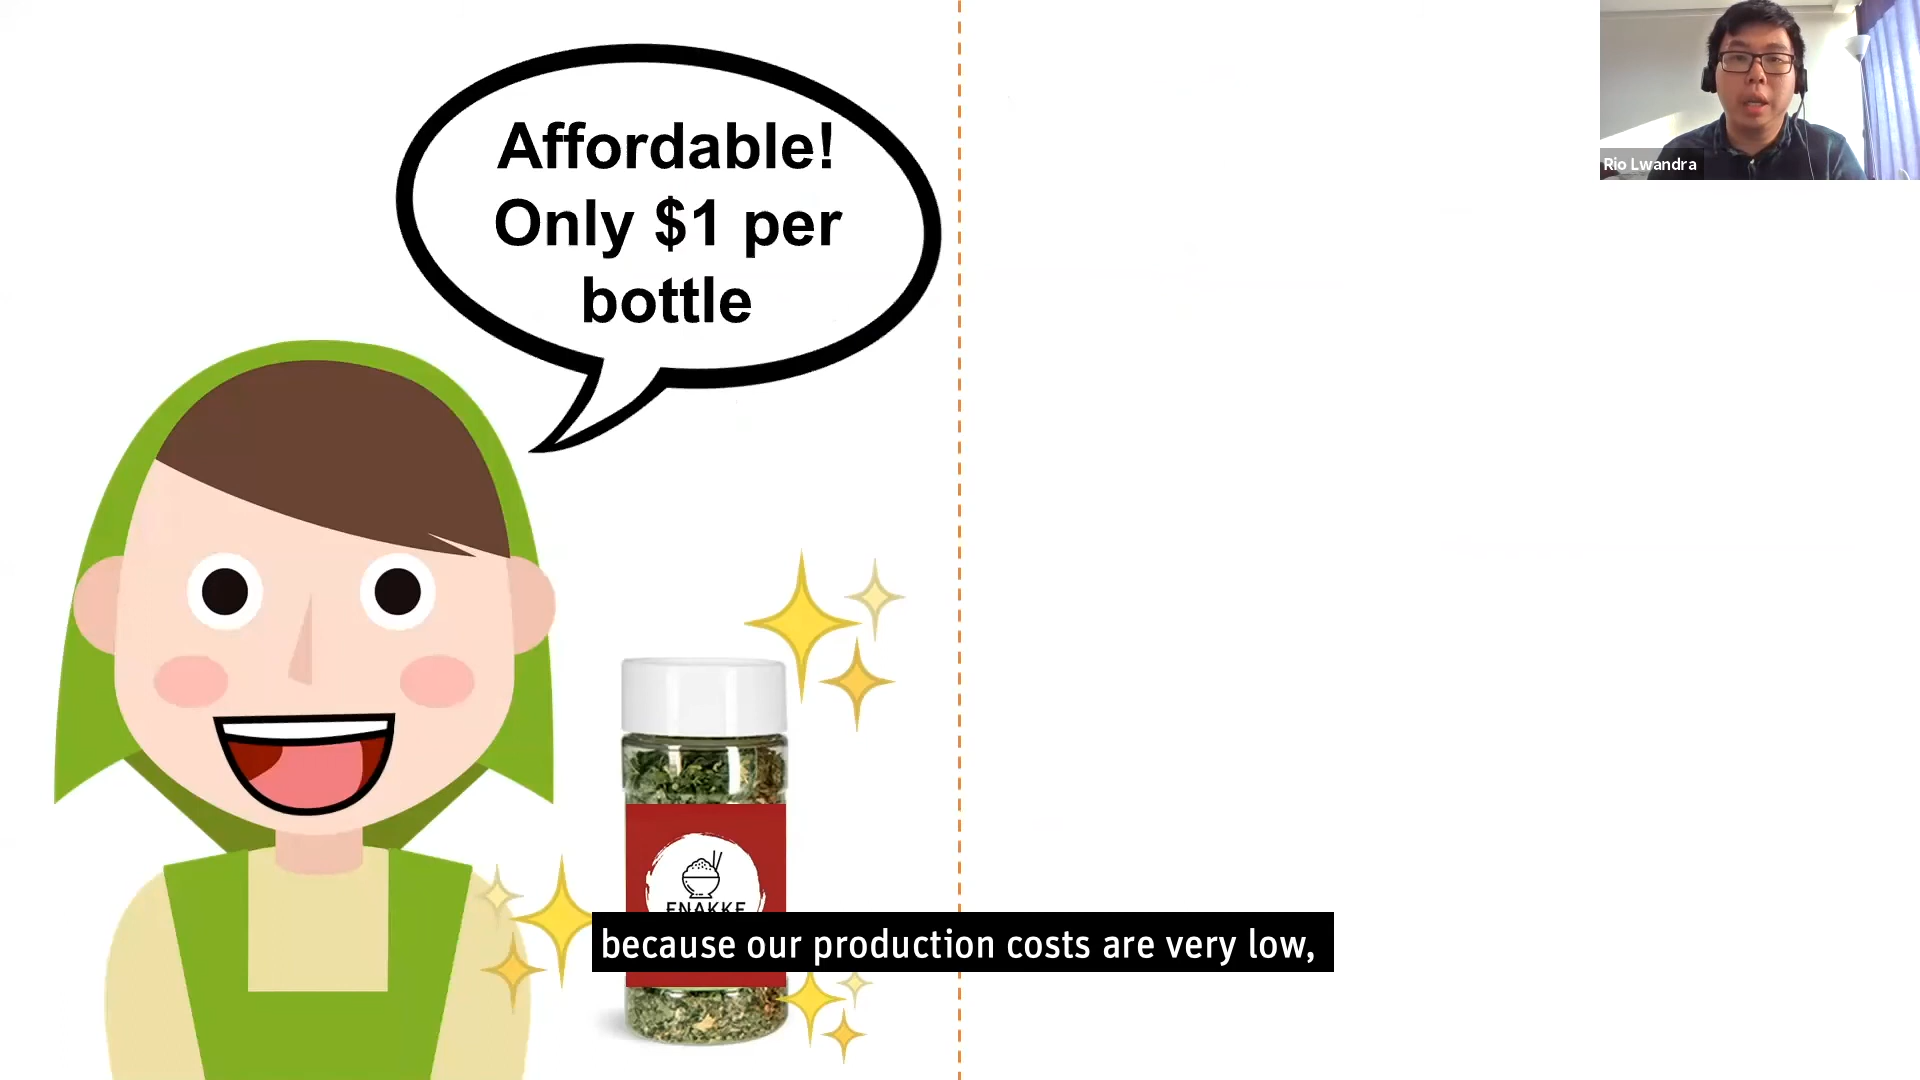 Affordable!
Only $1 per
bottle
Rio Lwandra
ENAKKE
because our production costs are very low,